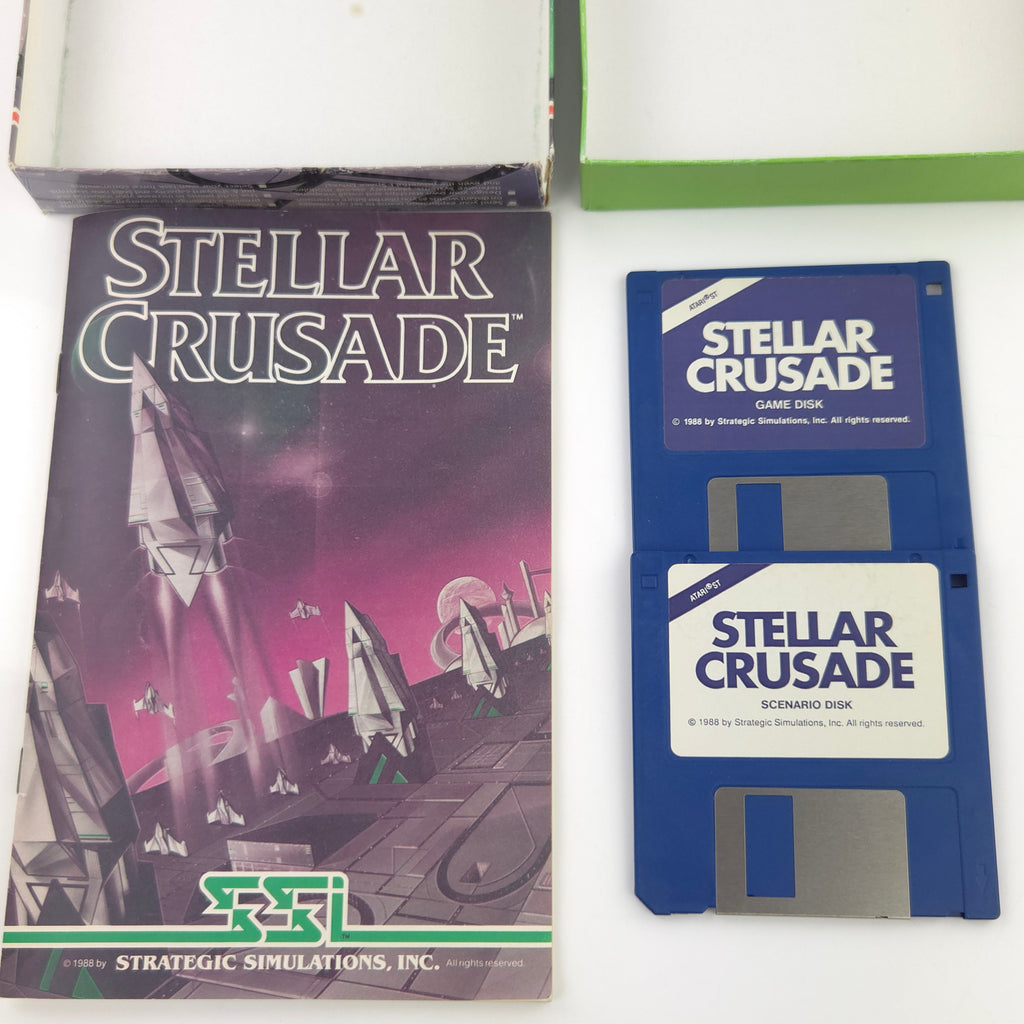 STELLAR
CRUSADE™
SSI™
© 1988 by STRATEGIC SIMULATIONS, INC. All rights reserved.
ATARI® ST
STELLAR
CRUSADE
GAME DISK
© 1988 by Strategic Simulations, Inc. All rights reserved.
ATARI® ST
STELLAR
CRUSADE
SCENARIO DISK
© 1988 by Strategic Simulations, Inc. All rights reserved.